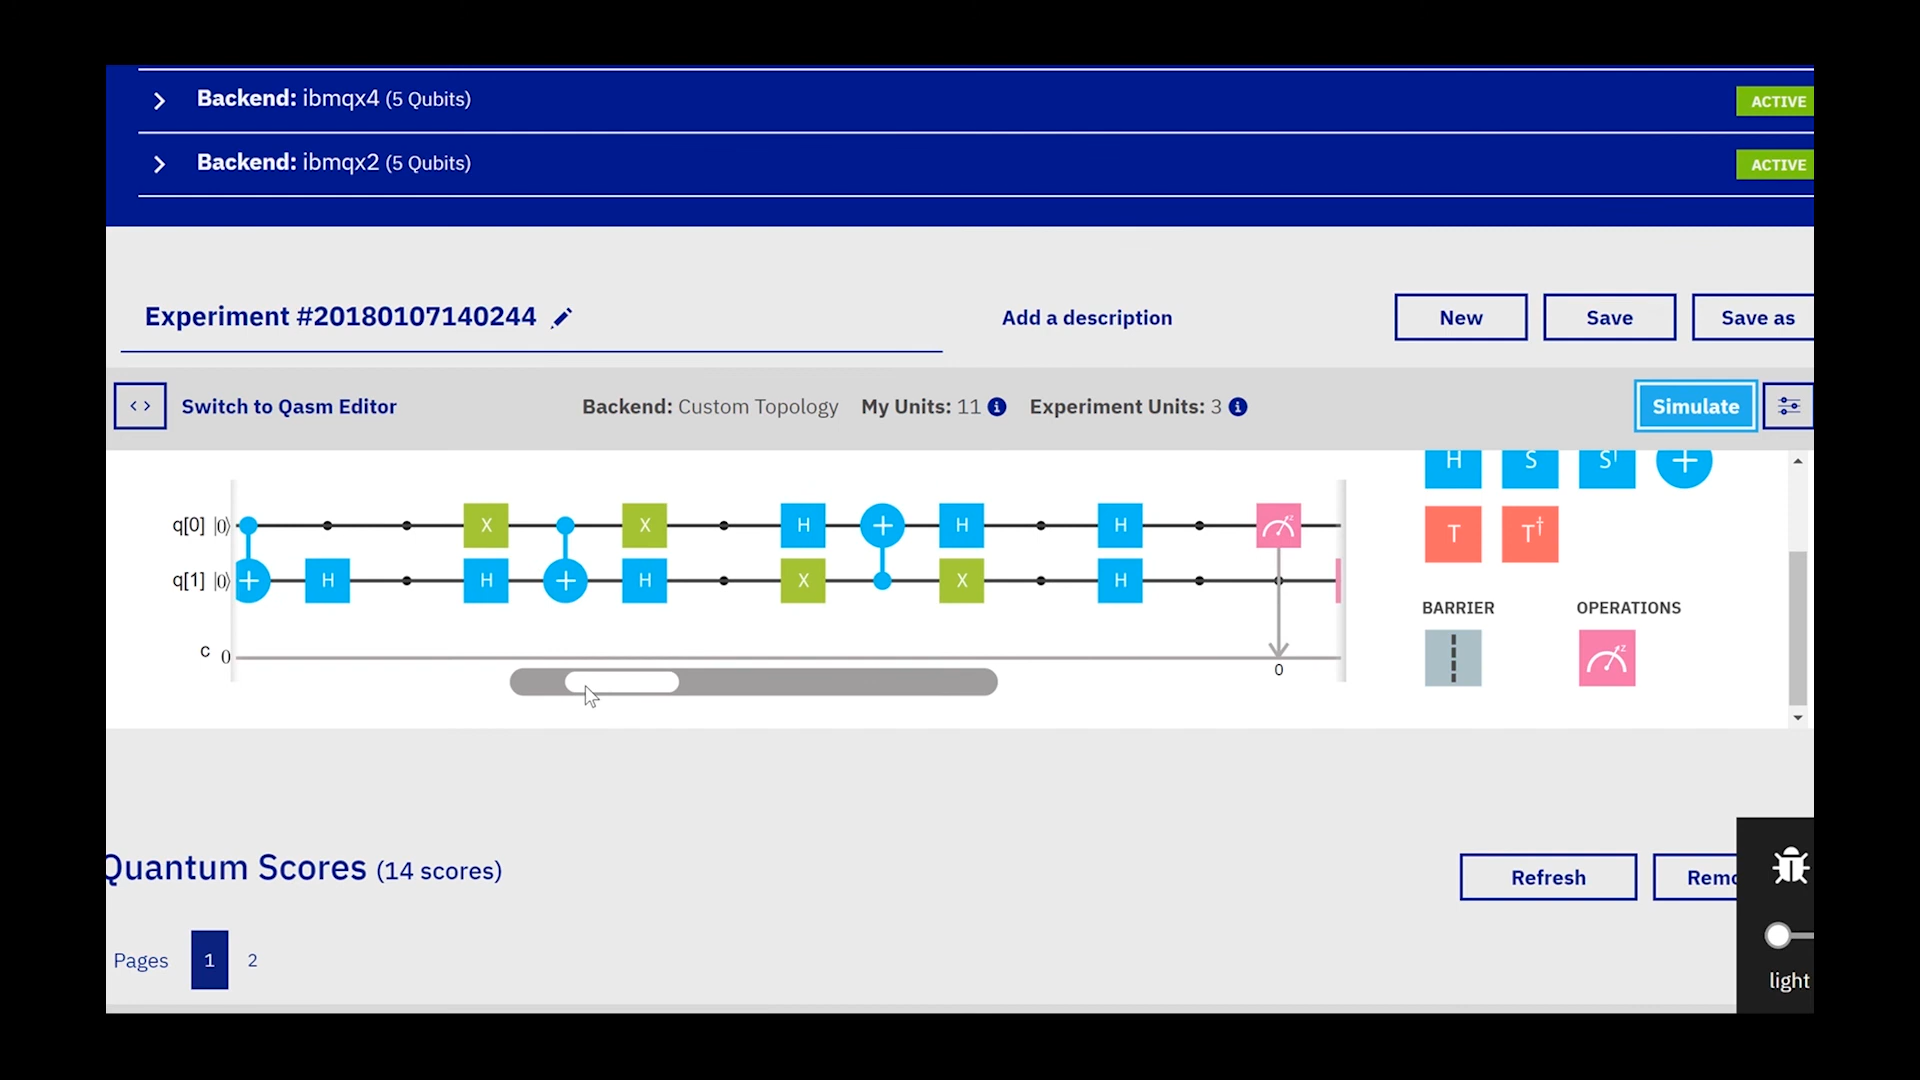 Backend: ibmqx4 (5 Qubits) ACTIVE
Backend: ibmqx2 (5 Qubits) ACTIVE
Experiment #20180107140244 Add a description New Save Save as
< > Switch to Qasm Editor Backend: Custom Topology My Units: 11 i Experiment Units: 3 i Simulate
H S S† +
q[0] |0⟩ X X H + H H z
T T†
q[1] |0⟩ + H H + H X X H
BARRIER OPERATIONS
c 0
z
0
Quantum Scores (14 scores) Refresh
Pages 1 2
light